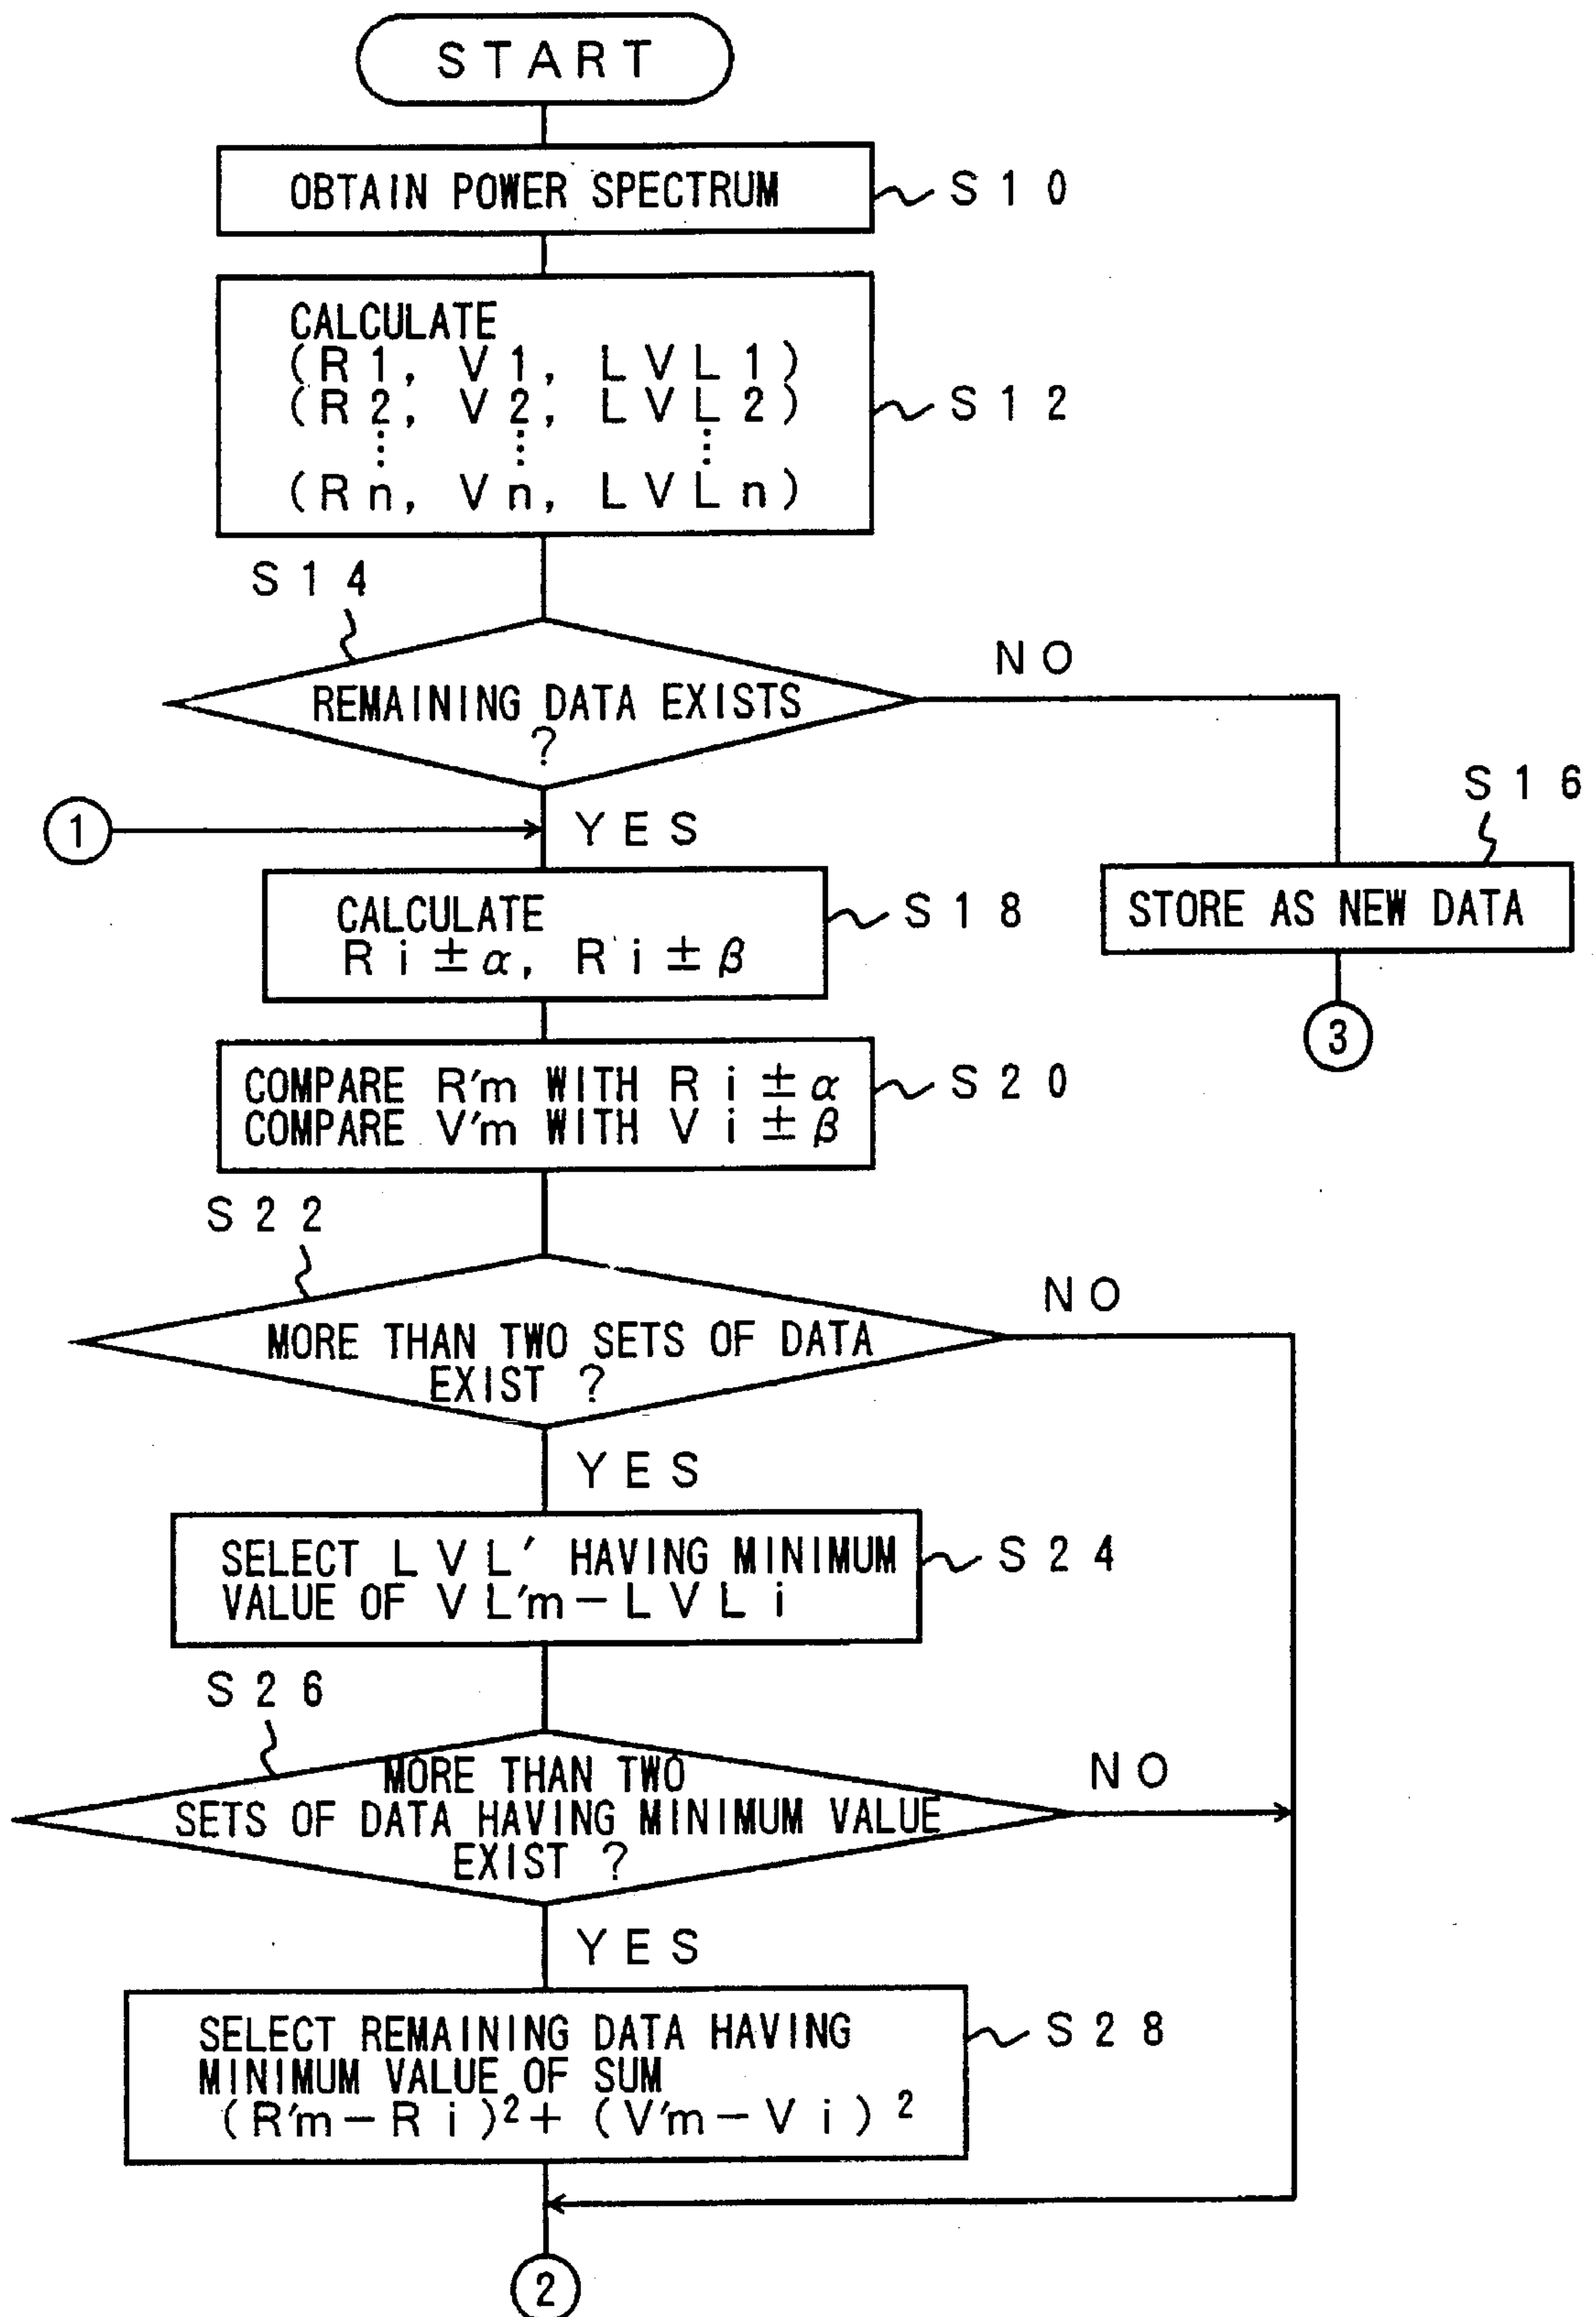 START
OBTAIN POWER SPECTRUM
S10
CALCULATE
(R1, V1, LVL1)
(R2, V2, LVL2)
⋮ ⋮ ⋮
(Rn, Vn, LVLn)
S12
S14
REMAINING DATA EXISTS
?
NO
YES
1
S16
STORE AS NEW DATA
3
CALCULATE
Ri±α, Ri±β
S18
COMPARE R'm WITH Ri±α
COMPARE V'm WITH Vi±β
S20
S22
MORE THAN TWO SETS OF DATA
EXIST ?
NO
YES
SELECT LVL' HAVING MINIMUM
VALUE OF VL'm-LVLi
S24
S26
MORE THAN TWO
SETS OF DATA HAVING MINIMUM VALUE
EXIST ?
NO
YES
SELECT REMAINING DATA HAVING
MINIMUM VALUE OF SUM
(R'm-Ri)²+(V'm-Vi)²
S28
2